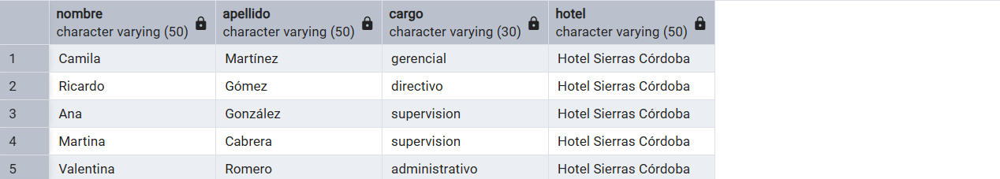 nombre apellido cargo hotel
character varying (50) character varying (50) character varying (30) character varying (50)
1 Camila Martínez gerencial Hotel Sierras Córdoba
2 Ricardo Gómez directivo Hotel Sierras Córdoba
3 Ana González supervision Hotel Sierras Córdoba
4 Martina Cabrera supervision Hotel Sierras Córdoba
5 Valentina Romero administrativo Hotel Sierras Córdoba